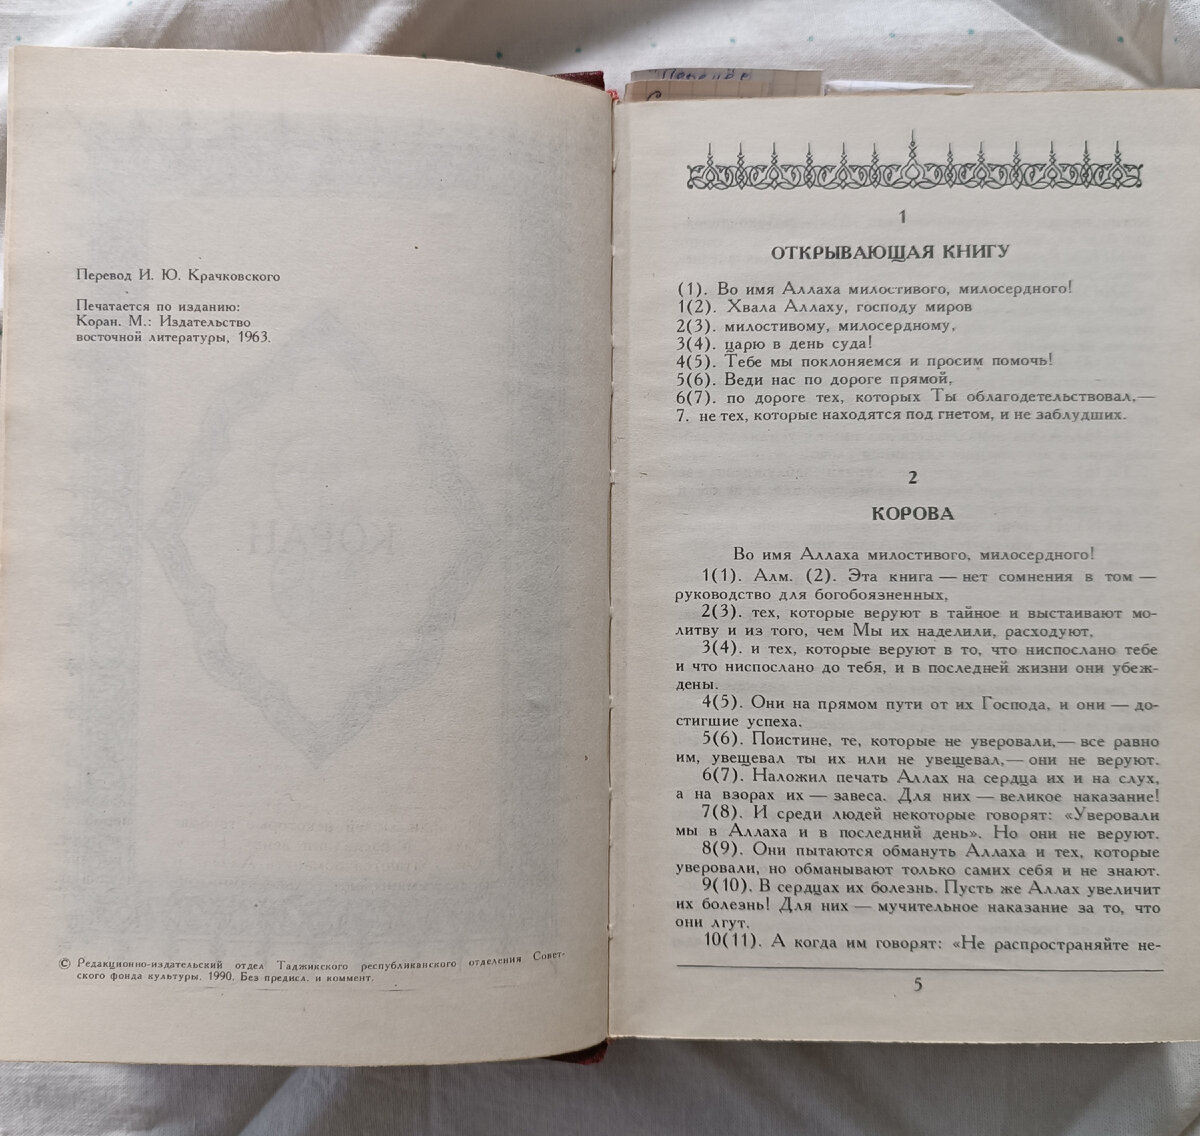 Перевод И. Ю. Крачковского
Печатается по изданию:
Коран. М.: Издательство
восточной литературы, 1963.
© Редакционно-издательский отдел Таджикского республиканского отделения Совет-
ского фонда культуры. 1990. Без предисл. и коммент.
1
ОТКРЫВАЮЩАЯ КНИГУ
(1). Во имя Аллаха милостивого, милосердного!
1(2). Хвала Аллаху, господу миров
2(3). милостивому, милосердному,
3(4). царю в день суда!
4(5). Тебе мы поклоняемся и просим помочь!
5(6). Веди нас по дороге прямой,
6(7). по дороге тех, которых Ты облагодетельствовал,—
7. не тех, которые находятся под гнетом, и не заблудших.
2
КОРОВА
Во имя Аллаха милостивого, милосердного!
1(1). Алм. (2). Эта книга — нет сомнения в том —
руководство для богобоязненных,
2(3). тех, которые веруют в тайное и выстаивают мо-
литву и из того, чем Мы их наделили, расходуют,
3(4). и тех, которые веруют в то, что ниспослано тебе
и что ниспослано до тебя, и в последней жизни они убеж-
дены.
4(5). Они на прямом пути от их Господа, и они — до-
стигшие успеха.
5(6). Поистине, те, которые не уверовали,— все равно
им, увещевал ты их или не увещевал,— они не веруют.
6(7). Наложил печать Аллах на сердца их и на слух,
а на взорах их — завеса. Для них — великое наказание!
7(8). И среди людей некоторые говорят: «Уверовали
мы в Аллаха и в последний день». Но они не веруют.
8(9). Они пытаются обмануть Аллаха и тех, которые
уверовали, но обманывают только самих себя и не знают.
9(10). В сердцах их болезнь. Пусть же Аллах увеличит
их болезнь! Для них — мучительное наказание за то, что
они лгут.
10(11). А когда им говорят: «Не распространяйте не-
5